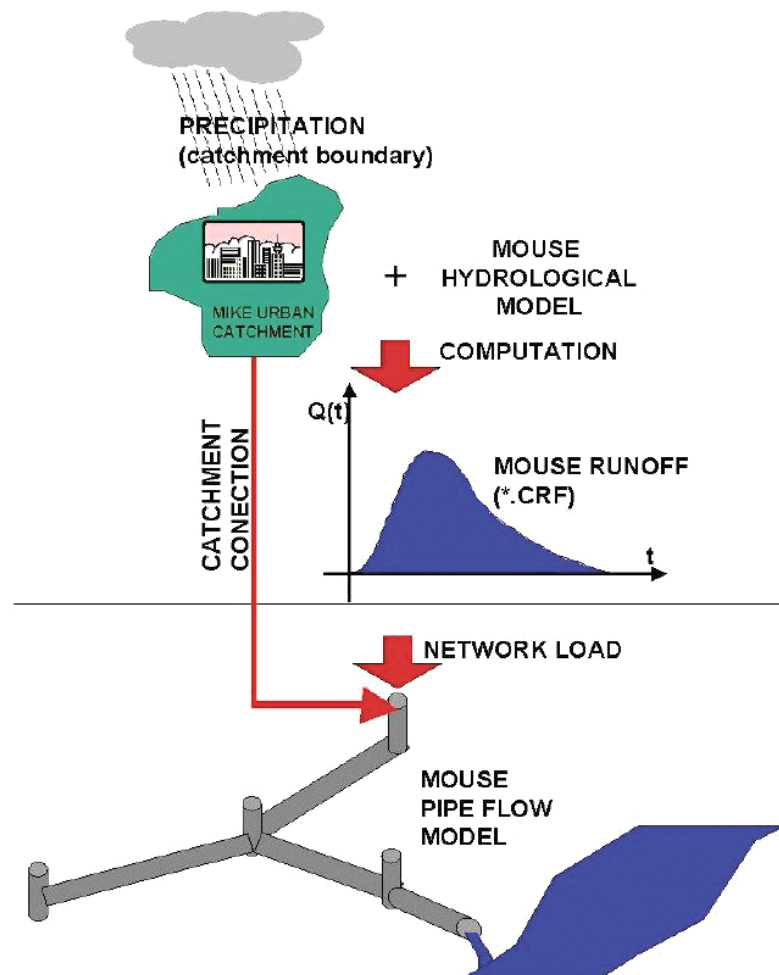 PRECIPITATION
(catchment boundary)
MIKE URBAN
CATCHMENT
+
MOUSE
HYDROLOGICAL
MODEL
COMPUTATION
Q(t)
MOUSE RUNOFF
(*.CRF)
t
CATCHMENT
CONECTION
NETWORK LOAD
MOUSE
PIPE FLOW
MODEL